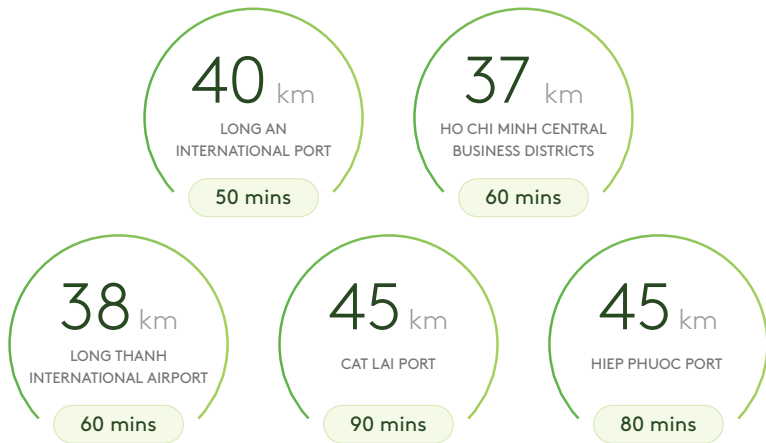 40 km
LONG AN
INTERNATIONAL PORT
50 mins
37 km
HO CHI MINH CENTRAL
BUSINESS DISTRICTS
60 mins
38 km
LONG THANH
INTERNATIONAL AIRPORT
60 mins
45 km
CAT LAI PORT
90 mins
45 km
HIEP PHUOC PORT
80 mins